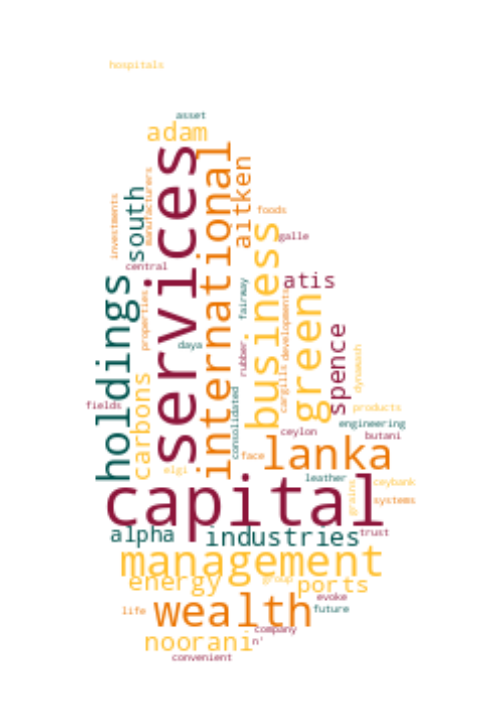 hospitals
asset
adam
services
international
aitken
manufacturers
investments
south
foods
galle
central
business
atis
holdings
properties
fairway
developments
green
daya
rubber
cargills
spence
dynawash
carbons
consolidated
fields
products
engineering
ceylon
butani
lanka
face
elgi
leather
grains
ceybank
capital
systems
alpha
industries
trust
management
energy
group
ports
evoke
life
wealth
future
company
noorani
n'
convenient